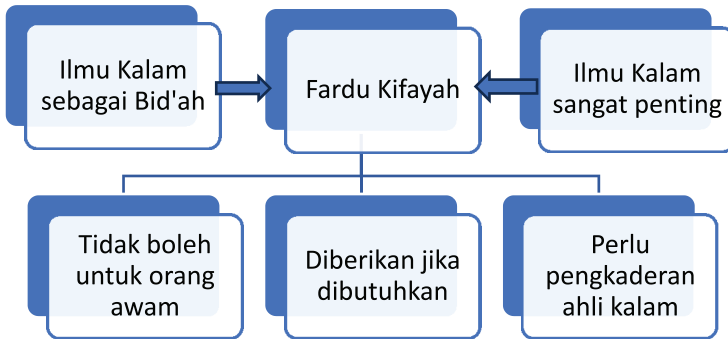 Ilmu Kalam
sebagai Bid'ah
Fardu Kifayah
Ilmu Kalam
sangat penting
Tidak boleh
untuk orang
awam
Diberikan jika
dibutuhkan
Perlu
pengkaderan
ahli kalam